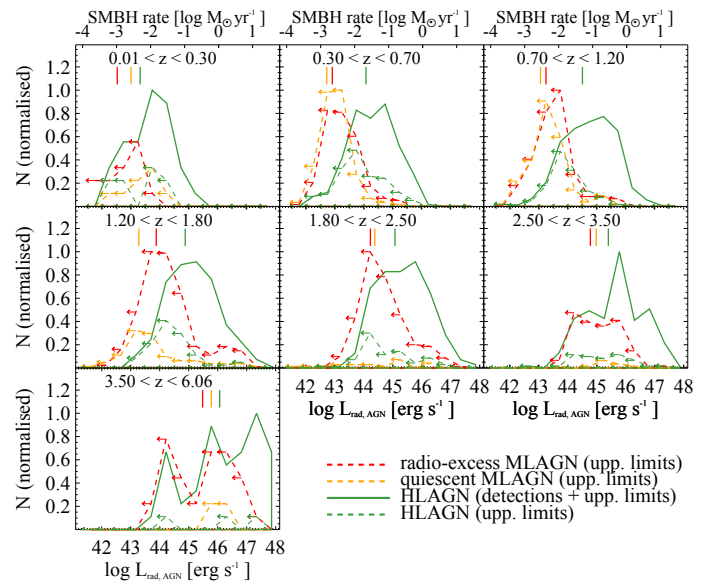 SMBH rate [log M☉yr⁻¹] SMBH rate [log M☉yr⁻¹] SMBH rate [log M☉yr⁻¹]
-4 -3 -2 -1 0 1 -4 -3 -2 -1 0 1 -4 -3 -2 -1 0 1
0.01 < z < 0.30 0.30 < z < 0.70 0.70 < z < 1.20
N (normalised)
1.2
1.0
0.8
0.6
0.4
0.2
1.20 < z < 1.80 1.80 < z < 2.50 2.50 < z < 3.50
N (normalised)
1.2
1.0
0.8
0.6
0.4
0.2
42 43 44 45 46 47 48 42 43 44 45 46 47 48
log L_rad, AGN [erg s⁻¹] log L_rad, AGN [erg s⁻¹]
3.50 < z < 6.06
N (normalised)
1.2
1.0
0.8
0.6
0.4
0.2
42 43 44 45 46 47 48
log L_rad, AGN [erg s⁻¹]
radio-excess MLAGN (upp. limits)
quiescent MLAGN (upp. limits)
HLAGN (detections + upp. limits)
HLAGN (upp. limits)